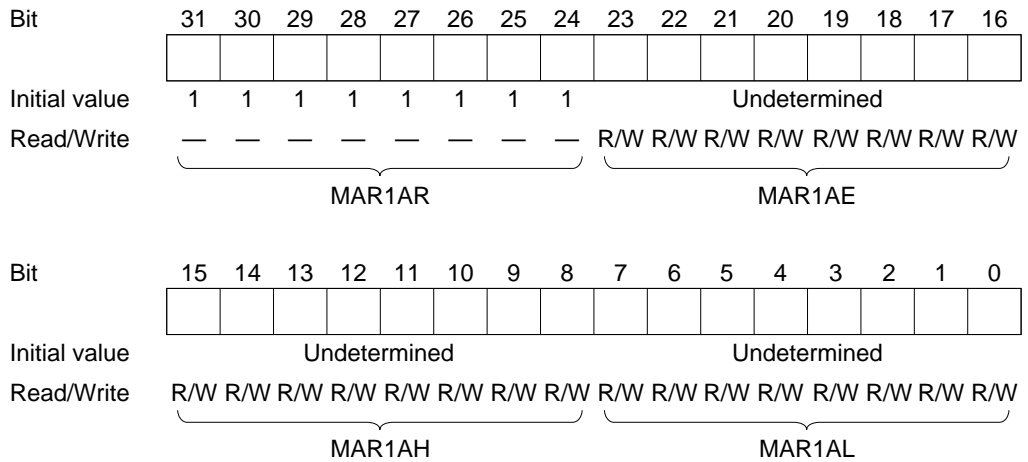 Bit 31 30 29 28 27 26 25 24 23 22 21 20 19 18 17 16
Initial value 1 1 1 1 1 1 1 1 Undetermined
Read/Write — — — — — — — — R/W R/W R/W R/W R/W R/W R/W R/W
MAR1AR MAR1AE
Bit 15 14 13 12 11 10 9 8 7 6 5 4 3 2 1 0
Initial value Undetermined Undetermined
Read/Write R/W R/W R/W R/W R/W R/W R/W R/W R/W R/W R/W R/W R/W R/W R/W R/W
MAR1AH MAR1AL